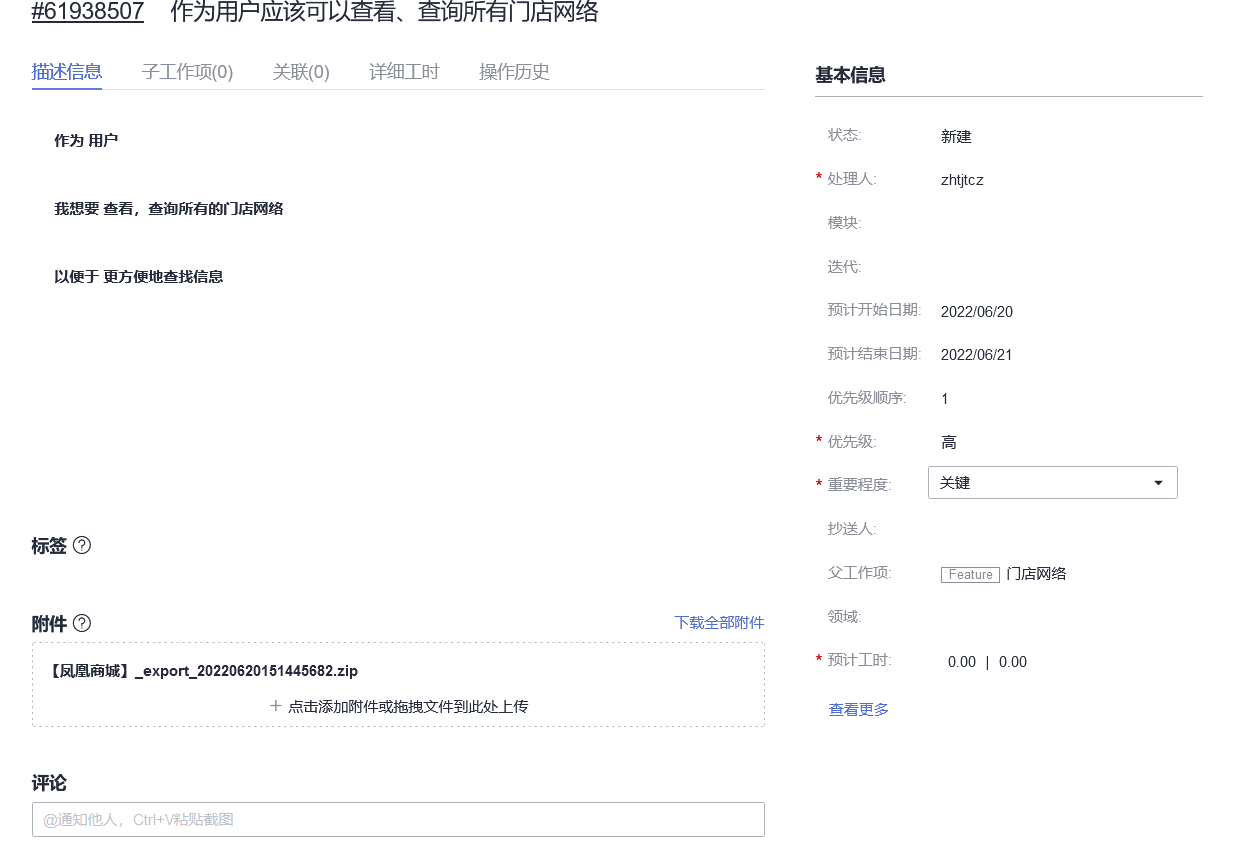 #61938507 作为用户应该可以查看、查询所有门店网络
描述信息 子工作项(0) 关联(0) 详细工时 操作历史
作为 用户
我想要 查看，查询所有的门店网络
以便于 更方便地查找信息
标签 ?
附件 ? 下载全部附件
【凤凰商城】_export_20220620151445682.zip
+ 点击添加附件或拖拽文件到此处上传
评论
@通知他人，Ctrl+V粘贴截图
基本信息
状态: 新建
* 处理人: zhtjtcz
模块:
迭代:
预计开始日期: 2022/06/20
预计结束日期: 2022/06/21
优先级顺序: 1
* 优先级: 高
* 重要程度: 关键
抄送人:
父工作项: Feature 门店网络
领域:
* 预计工时: 0.00 | 0.00
查看更多